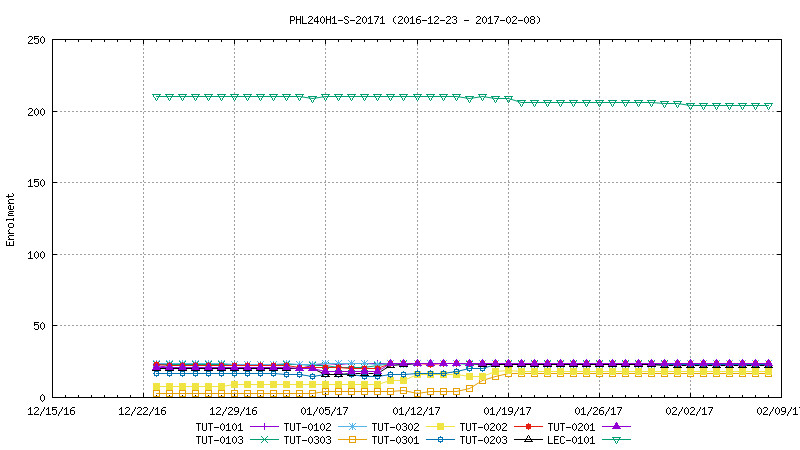 PHL240H1-S-20171 (2016-12-23 - 2017-02-08)
250
200
150
100
50
0
Enrolment
12/15/16 12/22/16 12/29/16 01/05/17 01/12/17 01/19/17 01/26/17 02/02/17 02/09/17
TUT-0101 TUT-0102 TUT-0302 TUT-0202 TUT-0201
TUT-0103 TUT-0303 TUT-0301 TUT-0203 LEC-0101